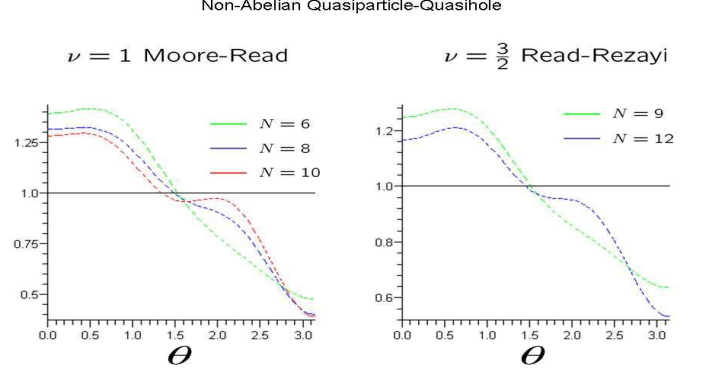 Non-Abelian Quasiparticle-Quasihole
ν = 1 Moore-Read
N = 6
N = 8
N = 10
1.25
1.0
0.75
0.5
0.0 0.5 1.0 1.5 2.0 2.5 3.0
θ
ν = 3/2 Read-Rezayi
N = 9
N = 12
1.2
1.0
0.8
0.6
0.0 0.5 1.0 1.5 2.0 2.5 3.0
θ